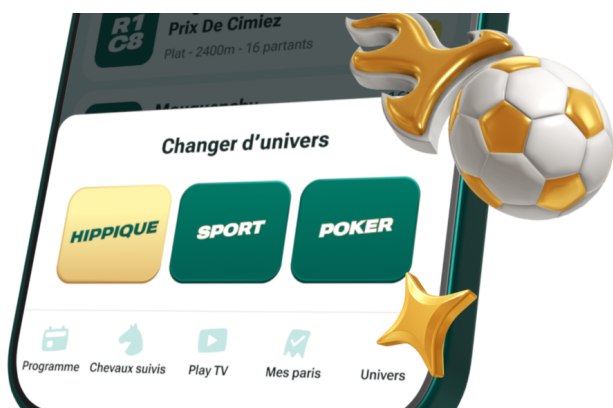 R1
C8
Prix De Cimiez
Plat - 2400m - 16 partants
Changer d'univers
HIPPIQUE
SPORT
POKER
Programme
Chevaux suivis
Play TV
Mes paris
Univers